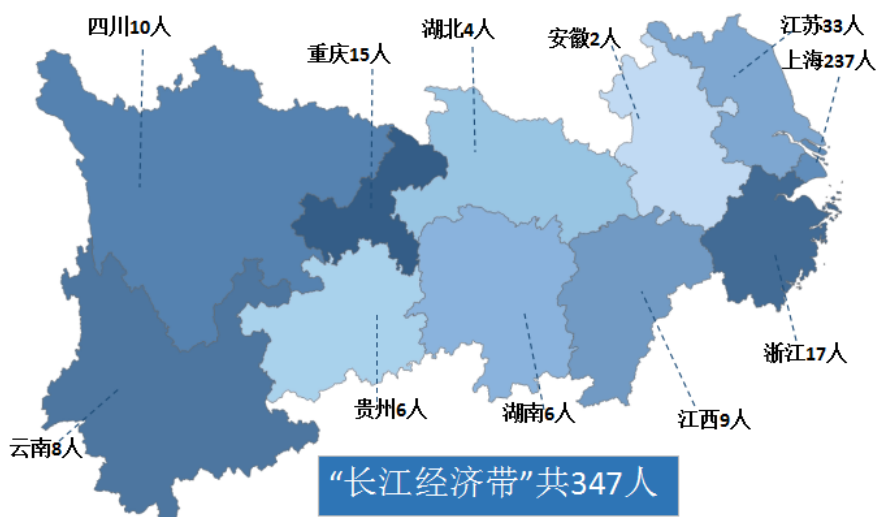 四川10人
重庆15人
湖北4人
安徽2人
江苏33人
上海237人
浙江17人
江西9人
湖南6人
贵州6人
云南8人
“长江经济带”共347人